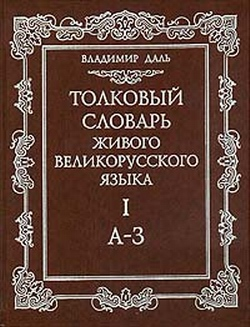 ВЛАДИМИР ДАЛЬ
ТОЛКОВЫЙ
СЛОВАРЬ
ЖИВОГО
ВЕЛИКОРУССКОГО
ЯЗЫКА
I
А-З